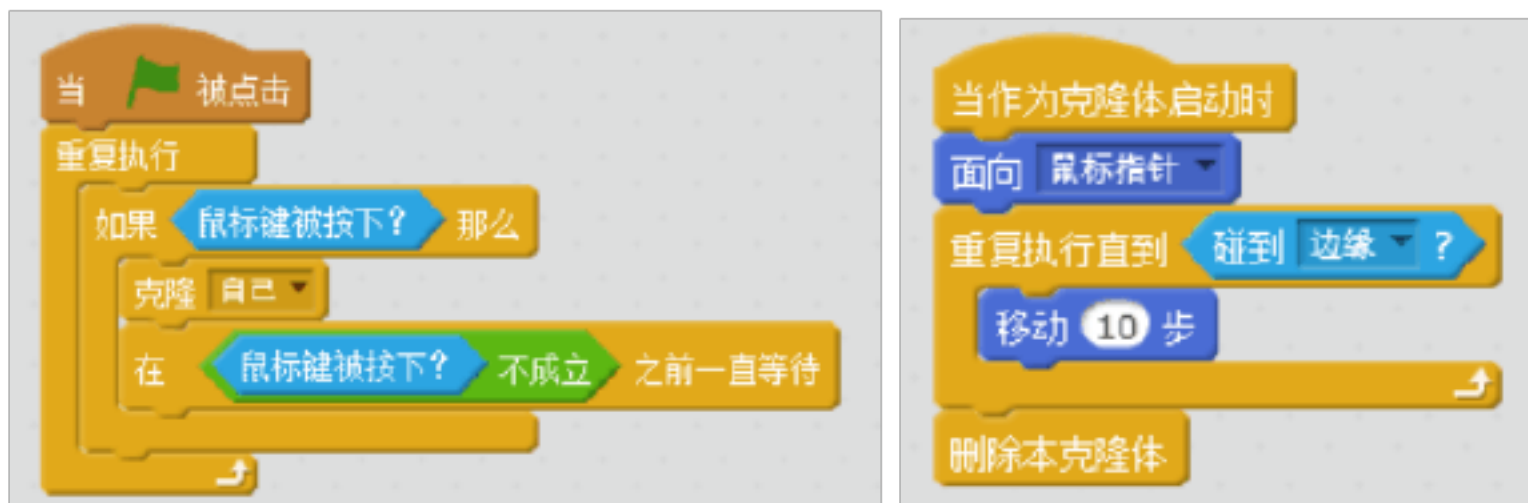 当 被点击
重复执行
如果 鼠标键被按下? 那么
克隆 自己
在 鼠标键被按下? 不成立 之前一直等待
当作为克隆体启动时
面向 鼠标指针
重复执行直到 碰到 边缘 ?
移动 10 步
删除本克隆体